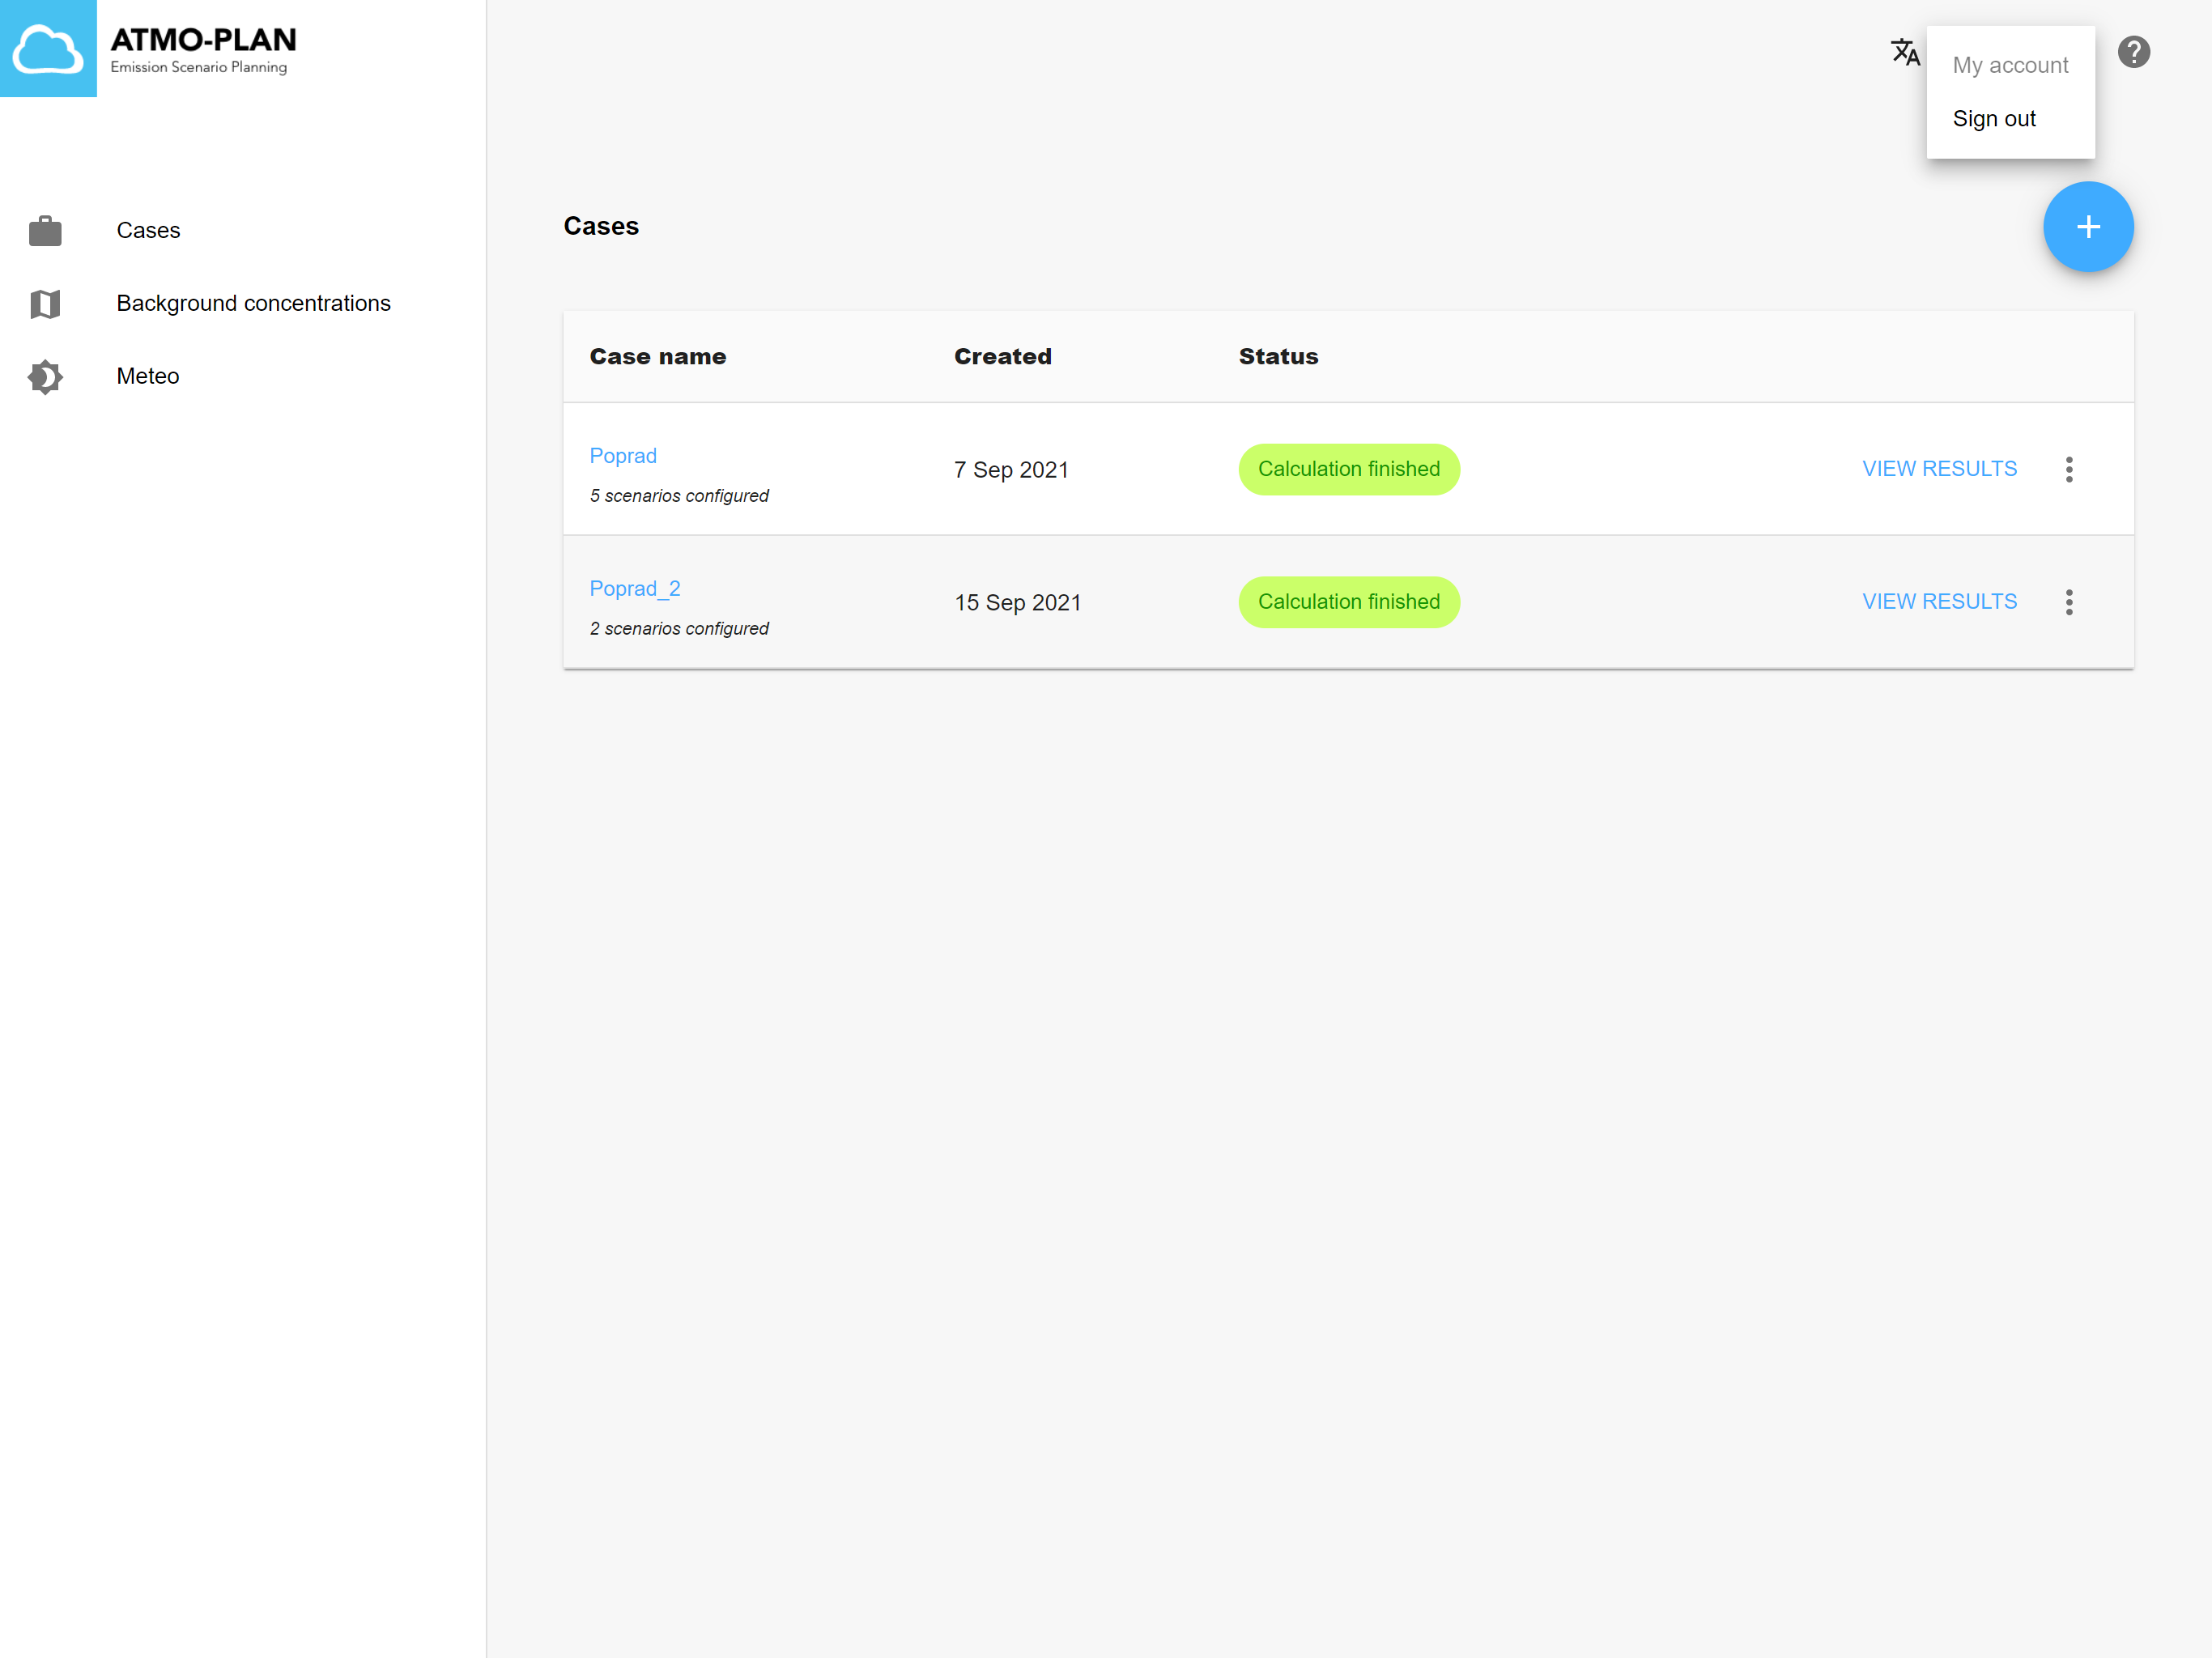 ATMO-PLAN
Emission Scenario Planning
My account
Sign out
Cases
Background concentrations
Meteo
Cases
Case name Created Status
Poprad
5 scenarios configured
7 Sep 2021
Calculation finished
VIEW RESULTS
Poprad_2
2 scenarios configured
15 Sep 2021
Calculation finished
VIEW RESULTS